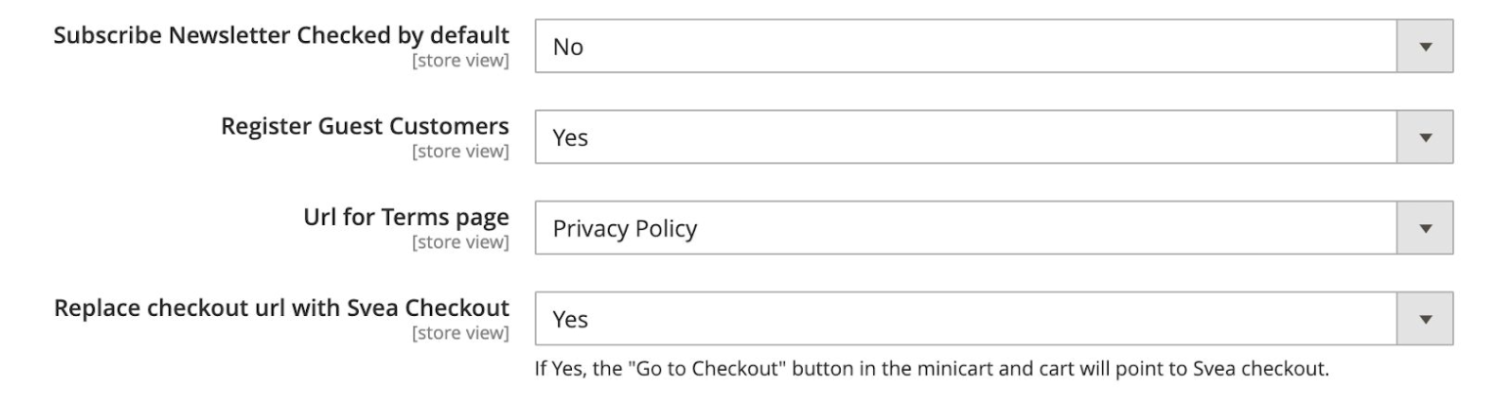 Subscribe Newsletter Checked by default
[store view]
No
Register Guest Customers
[store view]
Yes
Url for Terms page
[store view]
Privacy Policy
Replace checkout url with Svea Checkout
[store view]
Yes
If Yes, the "Go to Checkout" button in the minicart and cart will point to Svea checkout.